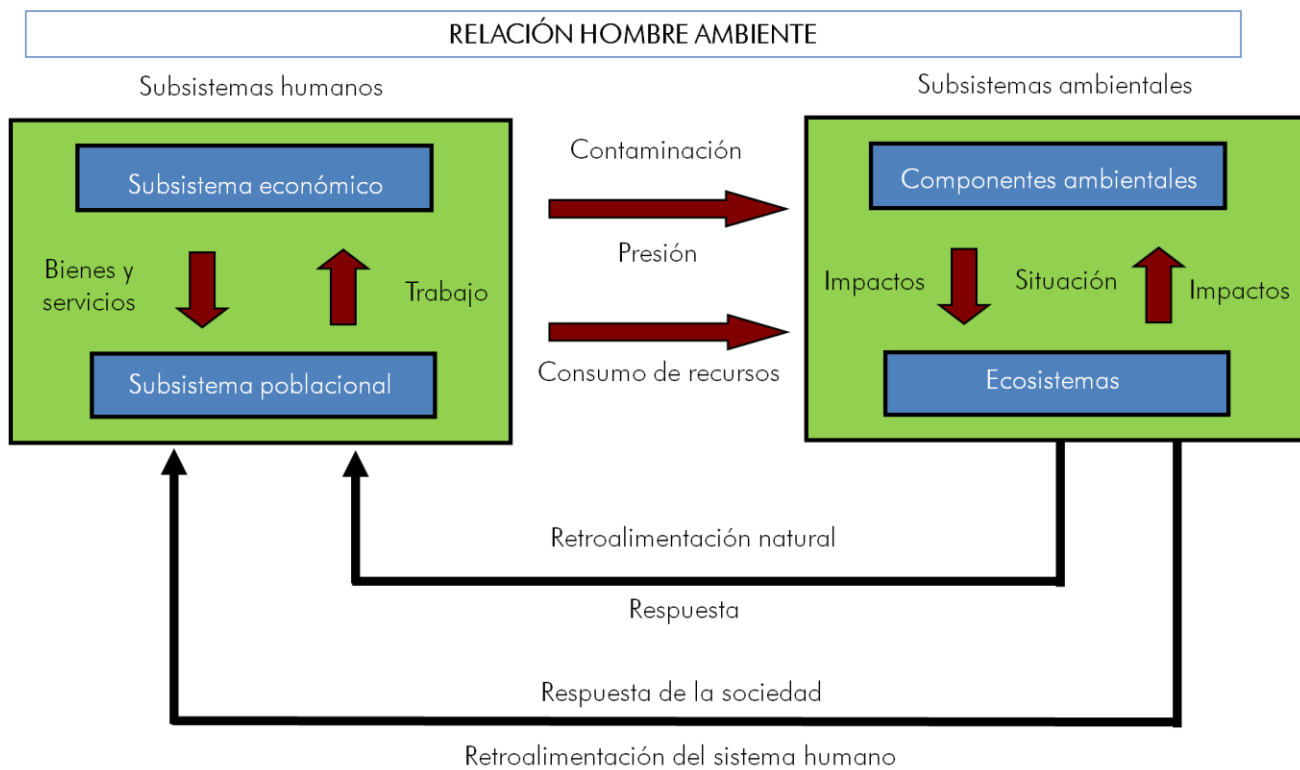 RELACIÓN HOMBRE AMBIENTE
Subsistemas humanos
Subsistemas ambientales
Subsistema económico
Bienes y
servicios
Trabajo
Subsistema poblacional
Contaminación
Presión
Consumo de recursos
Componentes ambientales
Impactos
Situación
Impactos
Ecosistemas
Retroalimentación natural
Respuesta
Respuesta de la sociedad
Retroalimentación del sistema humano